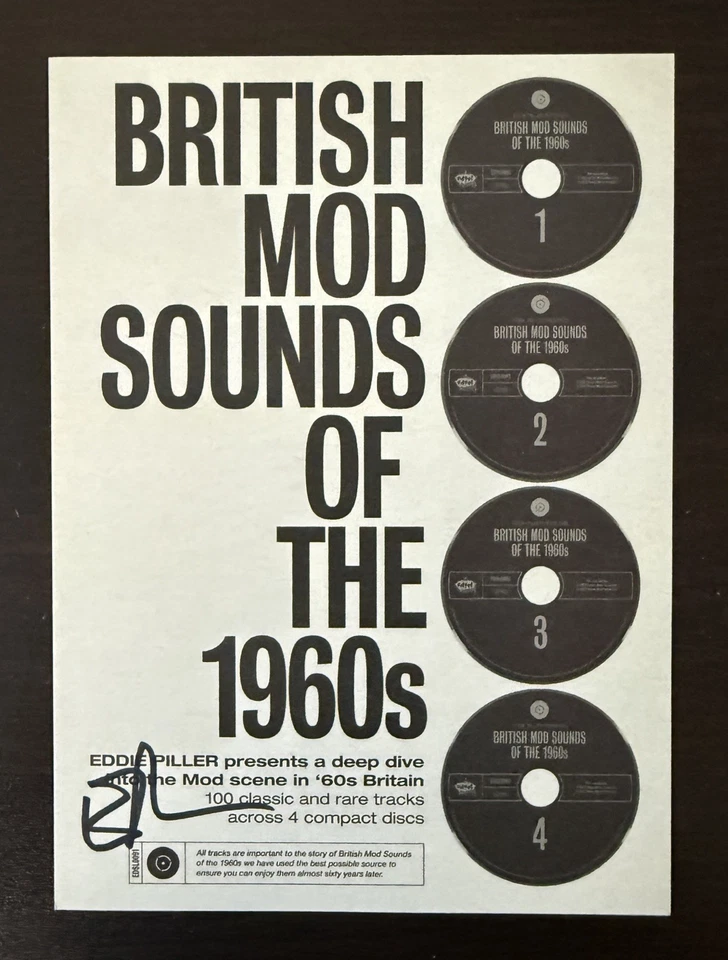 BRITISH
MOD
SOUNDS
OF
THE
1960s
EDDIE PILLER presents a deep dive
into the Mod scene in ‘60s Britain
100 classic and rare tracks
across 4 compact discs
EDSL0091
All tracks are important to the story of British Mod Sounds
of the 1960s we have used the best possible source to
ensure you can enjoy them almost sixty years later.
BRITISH MOD SOUNDS
OF THE 1960s
1
BRITISH MOD SOUNDS
OF THE 1960s
2
BRITISH MOD SOUNDS
OF THE 1960s
3
BRITISH MOD SOUNDS
OF THE 1960s
4